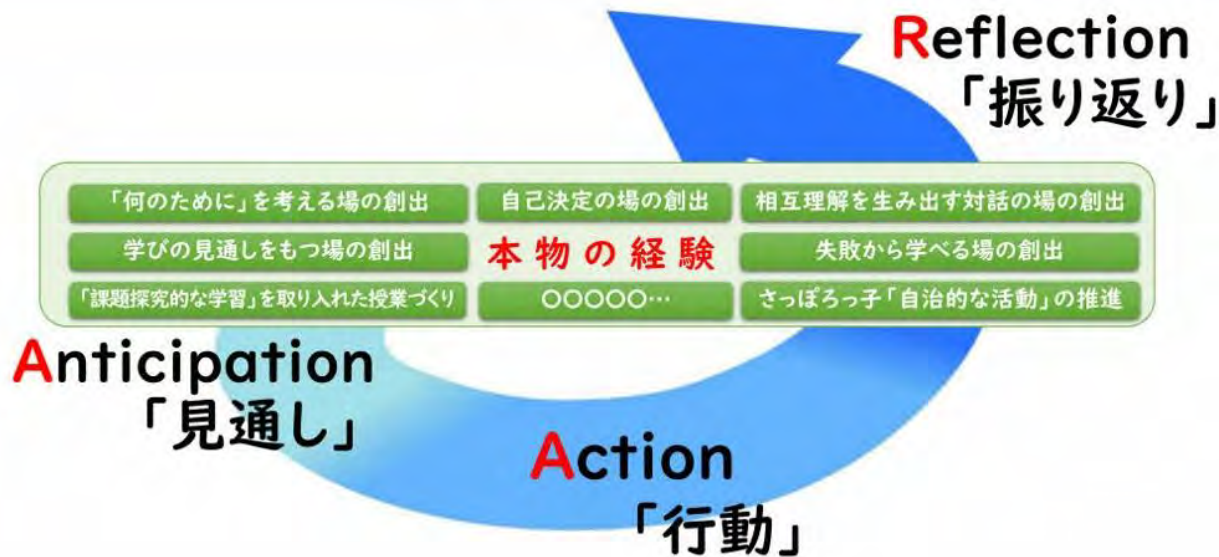 Reflection
「振り返り」
「何のために」を考える場の創出
自己決定の場の創出
相互理解を生み出す対話の場の創出
学びの見通しをもつ場の創出
本物の経験
失敗から学べる場の創出
「課題探究的な学習」を取り入れた授業づくり
〇〇〇〇〇…
さっぽろっ子「自治的な活動」の推進
Anticipation
「見通し」
Action
「行動」